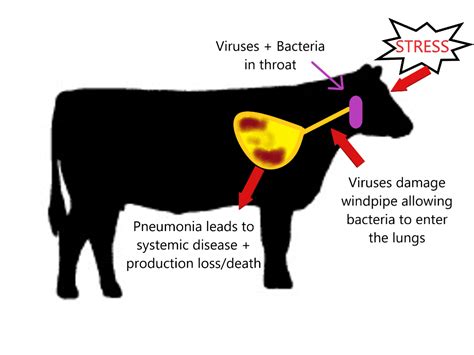 STRESS
Viruses + Bacteria
in throat
Viruses damage
windpipe allowing
bacteria to enter
the lungs
Pneumonia leads to
systemic disease +
production loss/death